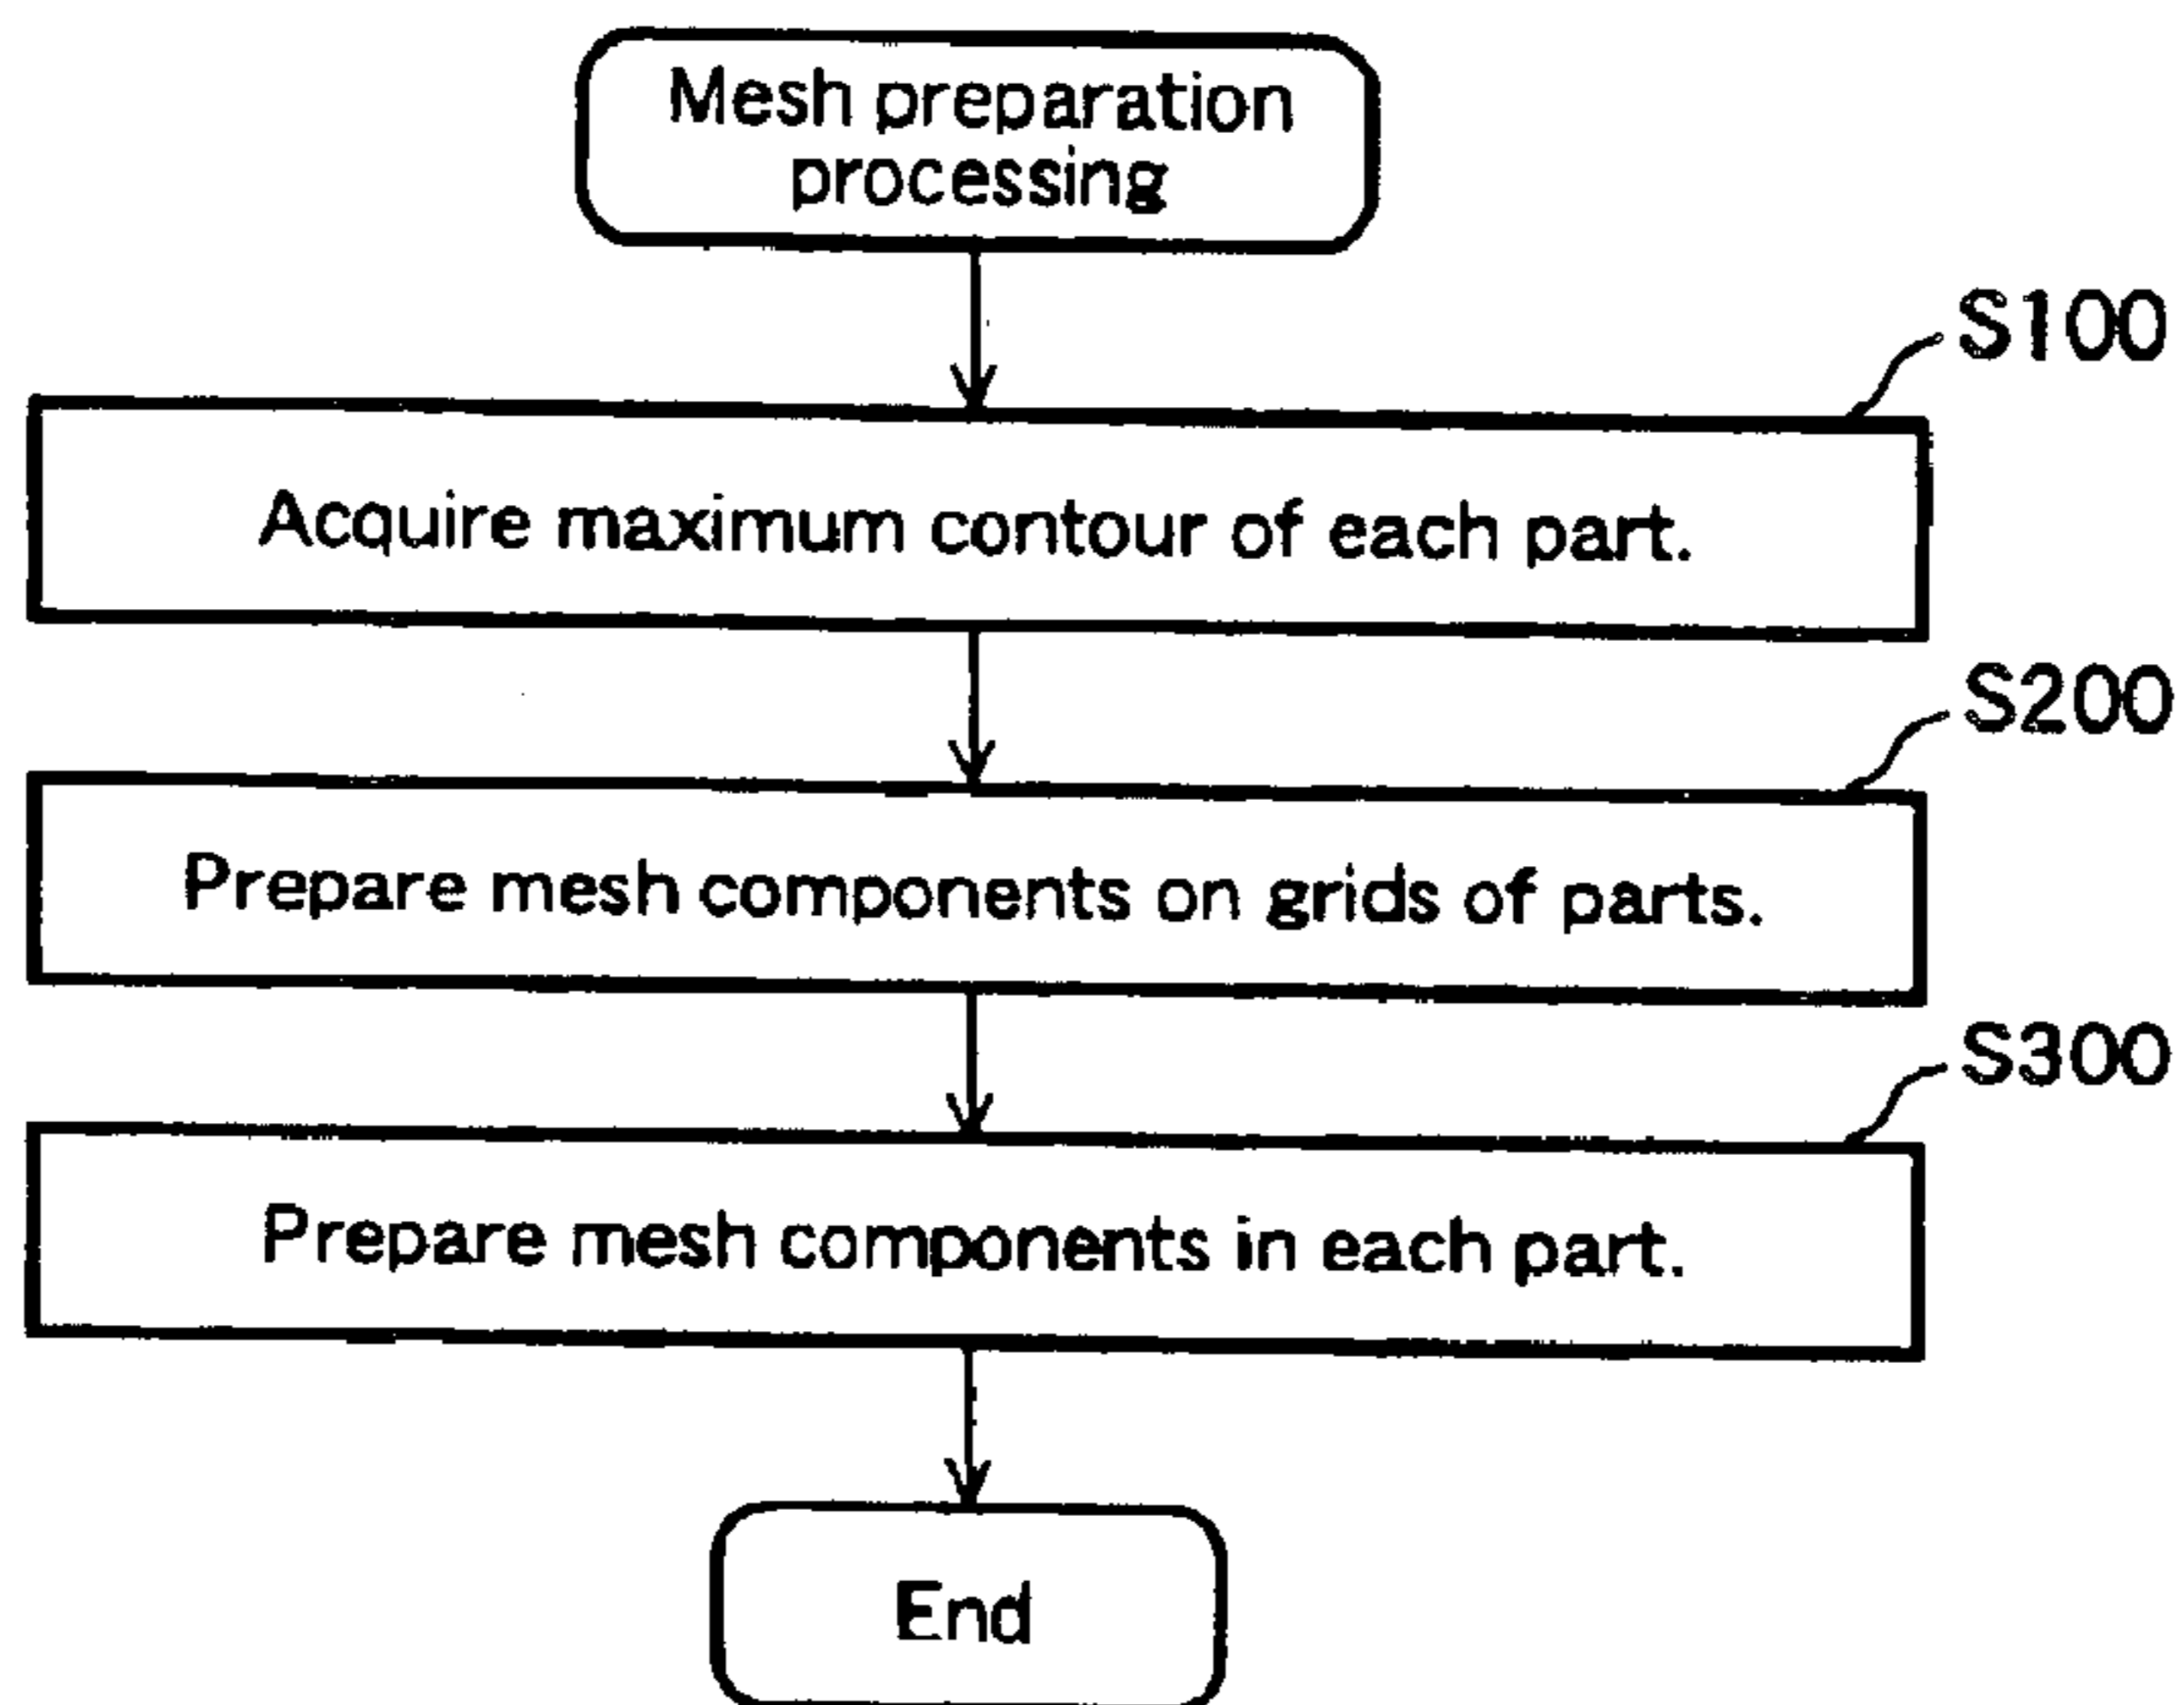 Mesh preparation
processing
S100
Acquire maximum contour of each part.
S200
Prepare mesh components on grids of parts.
S300
Prepare mesh components in each part.
End